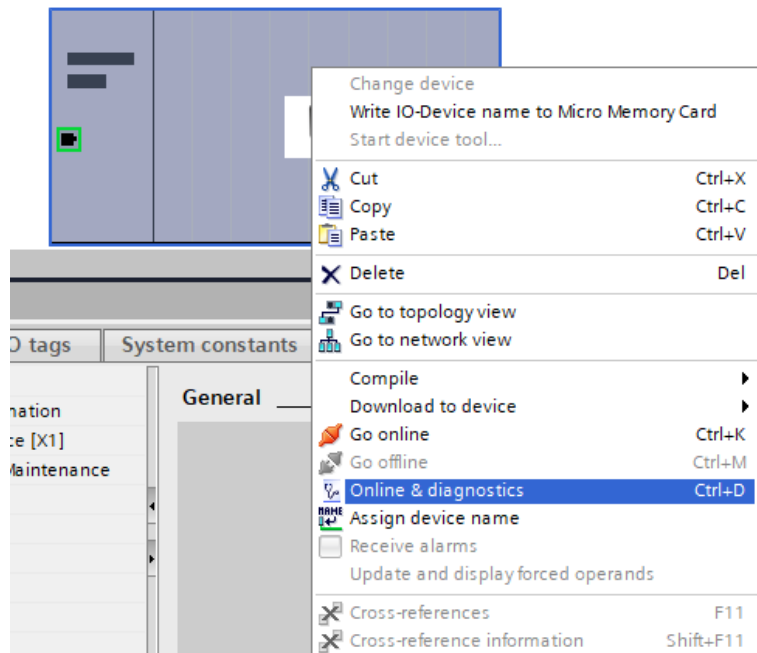 Change device
Write IO-Device name to Micro Memory Card
Start device tool...
Cut Ctrl+X
Copy Ctrl+C
Paste Ctrl+V
Delete Del
Go to topology view
Go to network view
Compile
Download to device
Go online Ctrl+K
Go offline Ctrl+M
Online & diagnostics Ctrl+D
NAME Assign device name
Receive alarms
Update and display forced operands
Cross-references F11
Cross-reference information Shift+F11
tags
System constants
General
[X1]
Maintenance